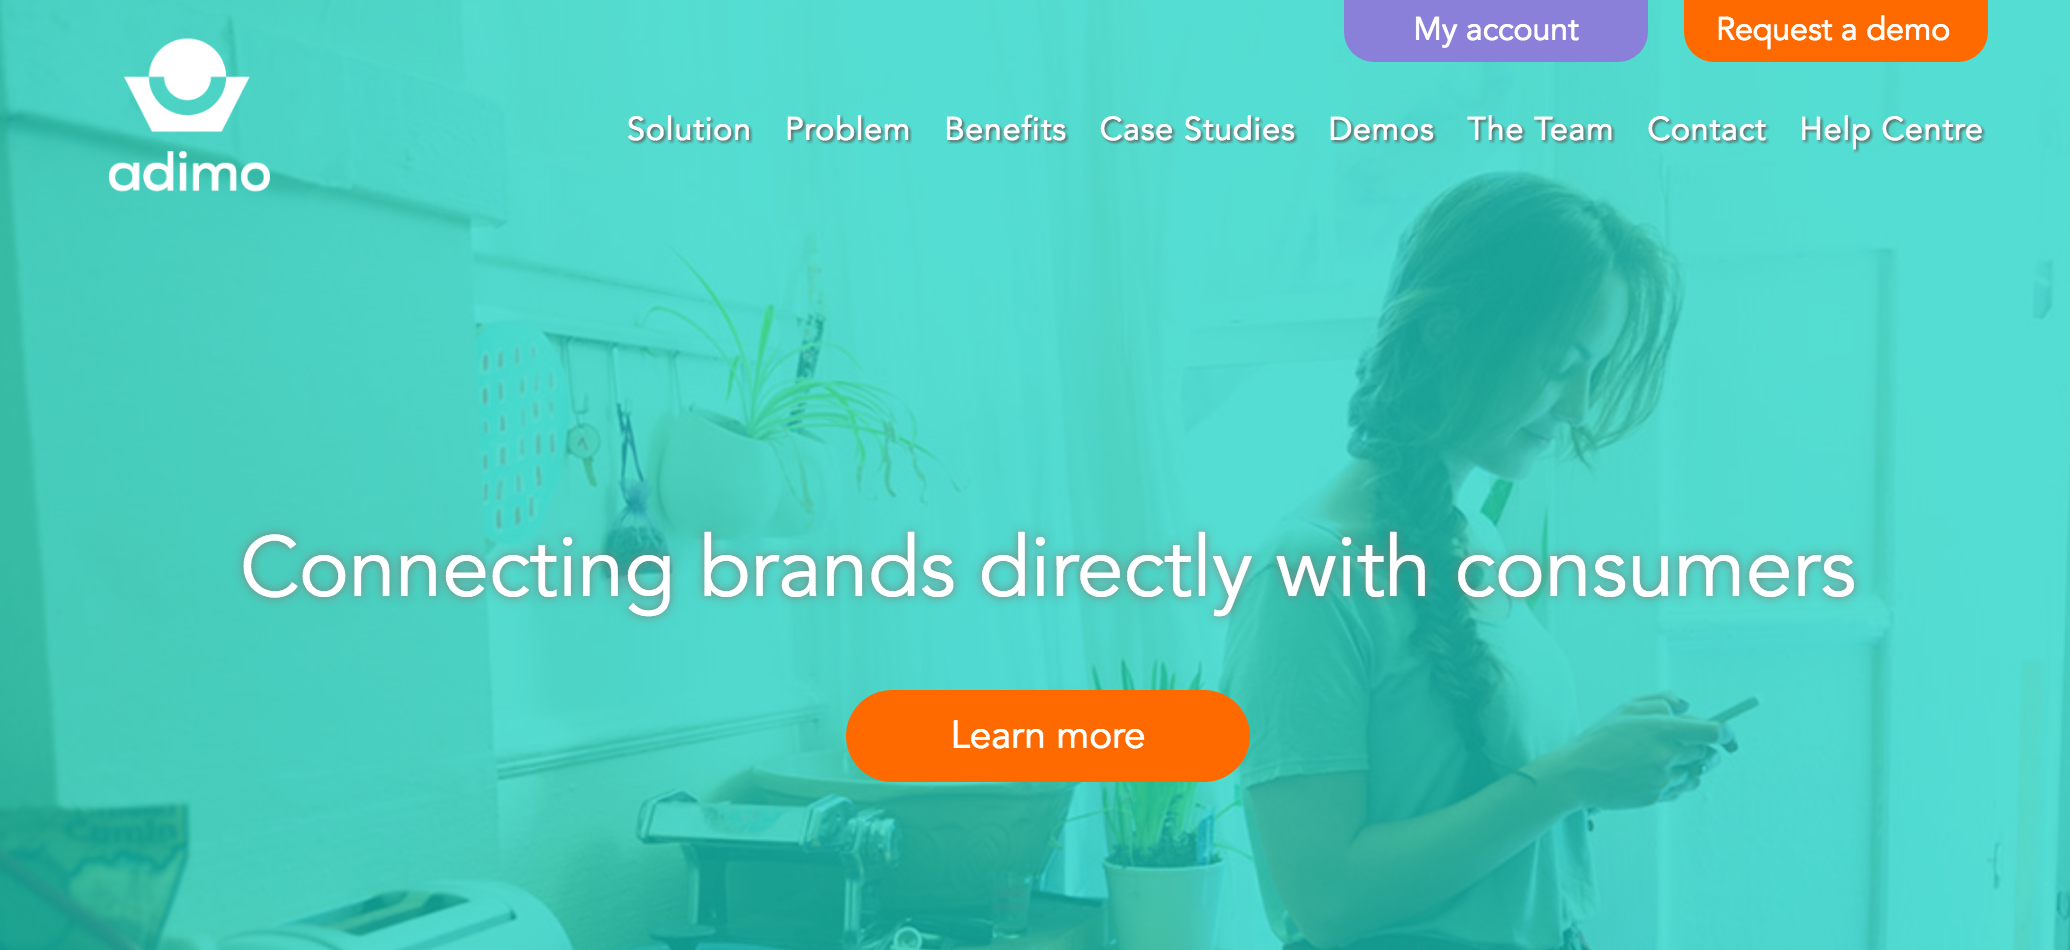 My account
Request a demo
adimo
Solution Problem Benefits Case Studies Demos The Team Contact Help Centre
Connecting brands directly with consumers
Learn more
Cumin